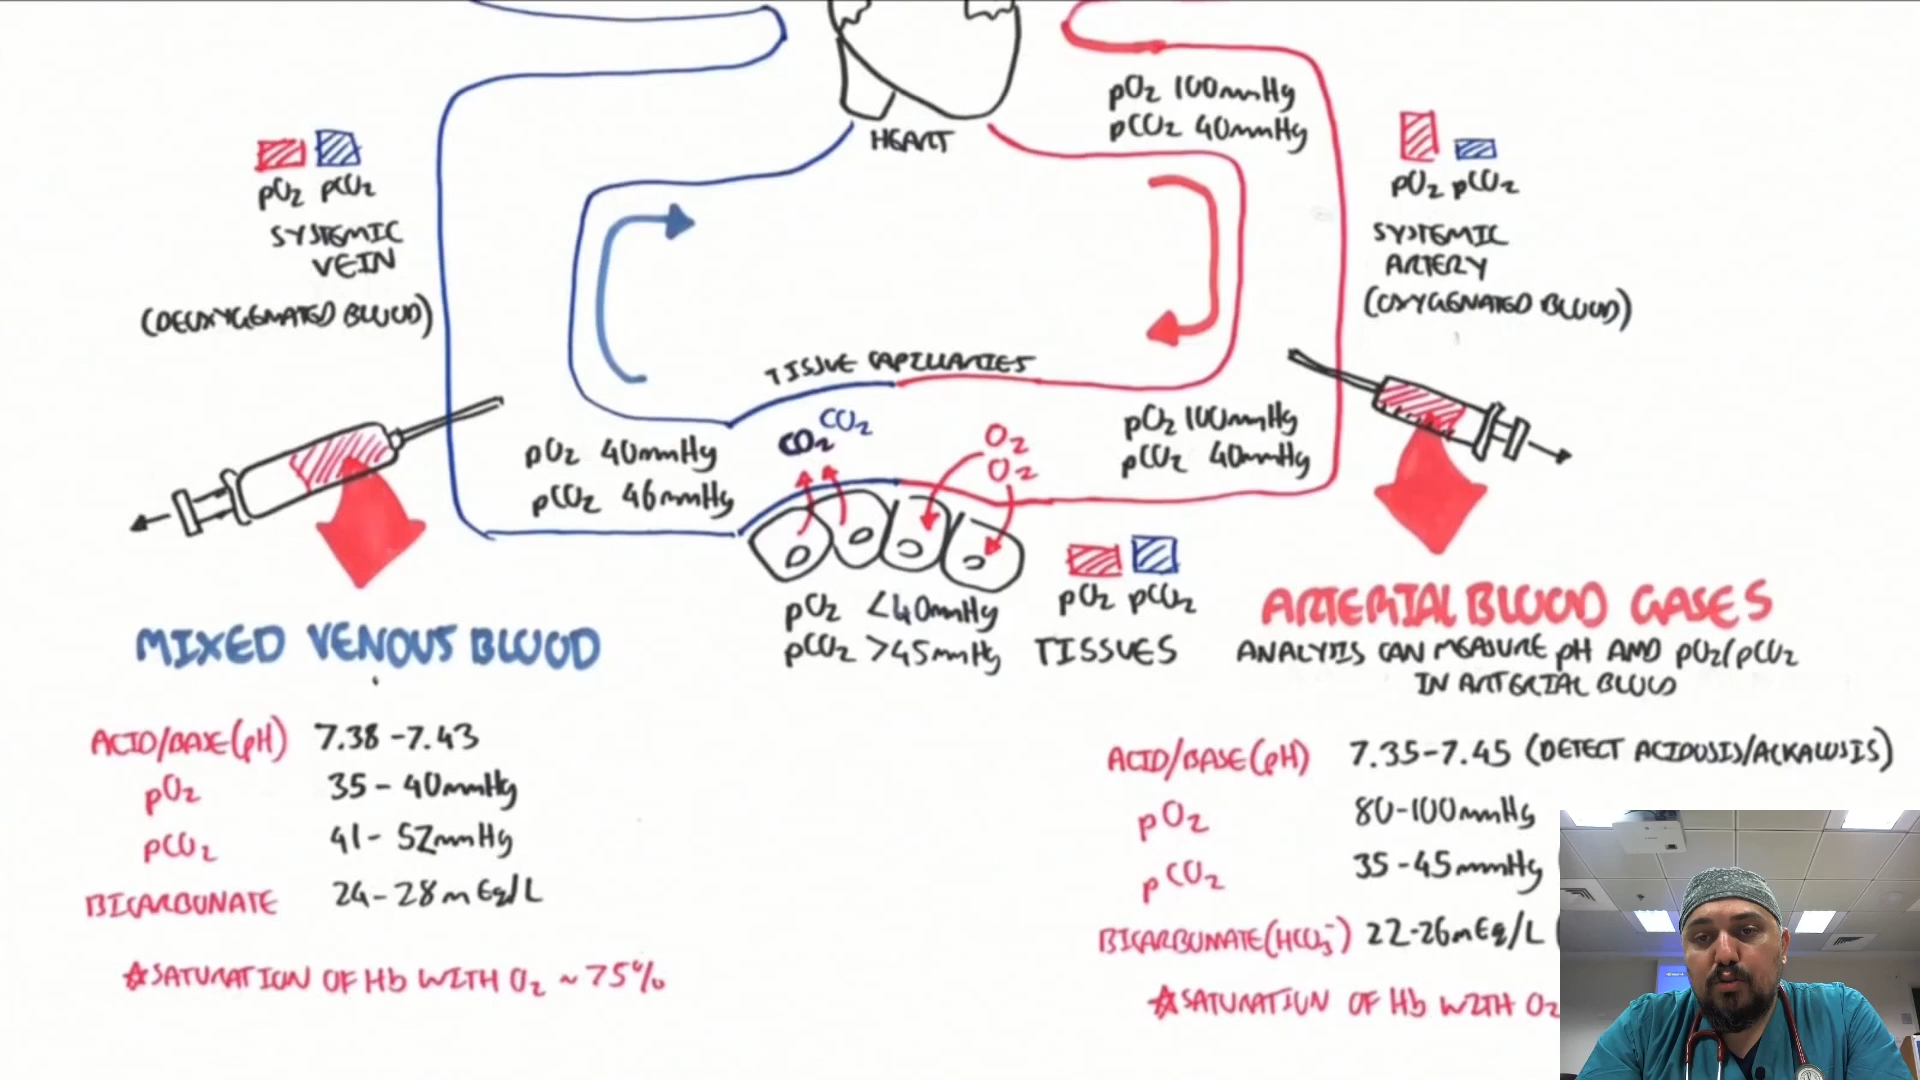 HEART
pO2 100mmHg
pCO2 40mmHg
pO2 pCO2
SYSTEMIC
VEIN
(DEOXYGENATED BLOOD)
pO2 pCO2
SYSTEMIC
ARTERY
(OXYGENATED BLOOD)
TISSUE CAPILLARIES
CO2
CO2
O2
O2
pO2 40mmHg
pCO2 46mmHg
pO2 100mmHg
pCO2 40mmHg
pO2 <40mmHg
pCO2 >45mmHg
pO2 pCO2
TISSUES
MIXED VENOUS BLOOD
ACID/BASE(pH) 7.38-7.43
pO2 35-40mmHg
pCO2 41-52mmHg
BICARBONATE 24-28mEq/L
☆SATURATION OF Hb WITH O2 ~75%
ARTERIAL BLOOD GASES
ANALYSIS CAN MEASURE pH AND pO2/pCO2
IN ARTERIAL BLOOD
ACID/BASE(pH) 7.35-7.45 (DETECT ACIDOSIS/ALKALOSIS)
pO2 80-100mmHg
pCO2 35-45mmHg (
BICARBONATE(HCO3-) 22-26mEq/L (
☆SATURATION OF Hb WITH O2